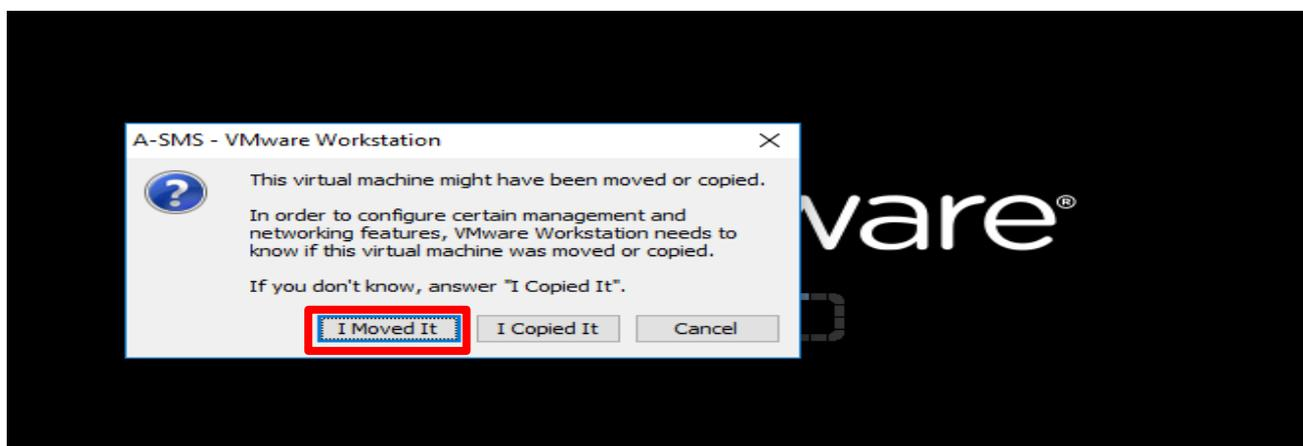 A-SMS - VMware Workstation
This virtual machine might have been moved or copied.
In order to configure certain management and
networking features, VMware Workstation needs to
know if this virtual machine was moved or copied.
If you don't know, answer "I Copied It".
I Moved It
I Copied It
Cancel
ware®